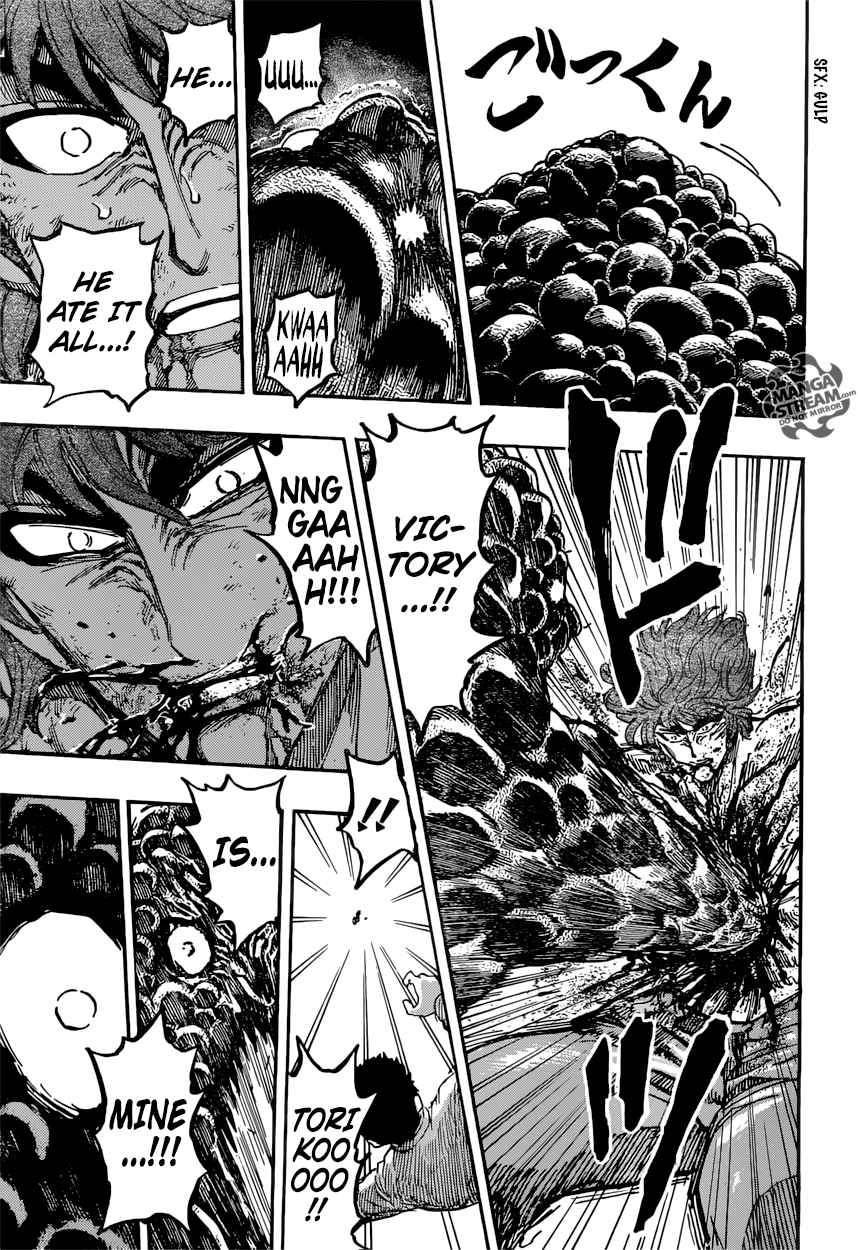 SFX: GULP
ごっくん
UUU...
KWAA
AAHH
HE...
HE
ATE IT
ALL...!
MANGA
STREAM.com
DO NOT MIRROR
VIC-
TORY
...!!
NNG
GAA
AAH
H!!!
!!
TORI
KOO
OOO
!!
IS...
MINE
...!!!